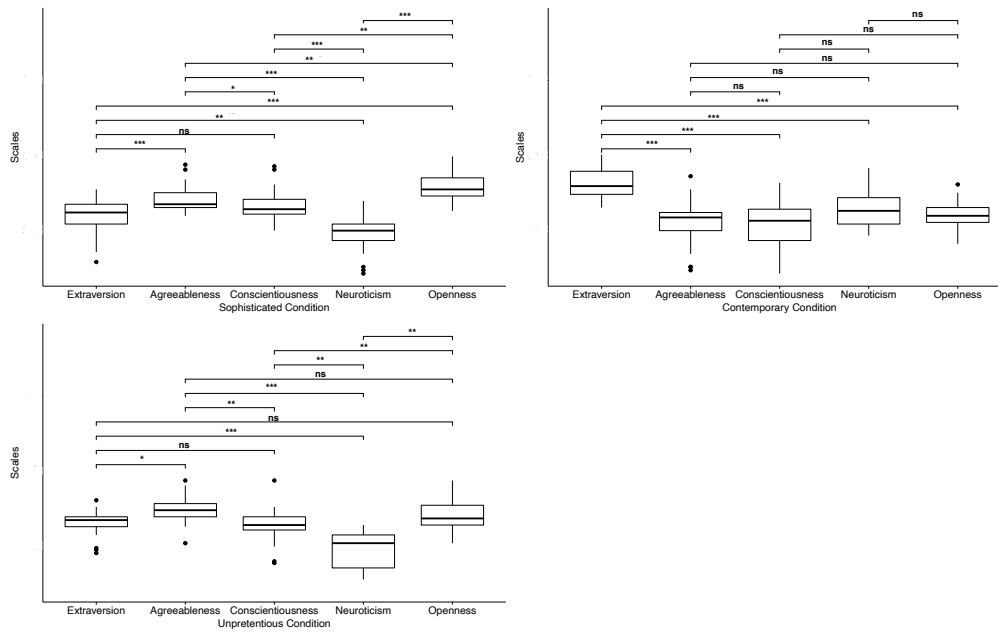 ***
**
***
**
***
*
***
**
ns
***
Scales
Extraversion Agreeableness Conscientiousness Neuroticism Openness
Sophisticated Condition
ns
ns
ns
ns
ns
ns
***
***
***
***
Scales
Extraversion Agreeableness Conscientiousness Neuroticism Openness
Contemporary Condition
**
**
**
ns
***
**
ns
***
ns
*
Scales
Extraversion Agreeableness Conscientiousness Neuroticism Openness
Unpretentious Condition